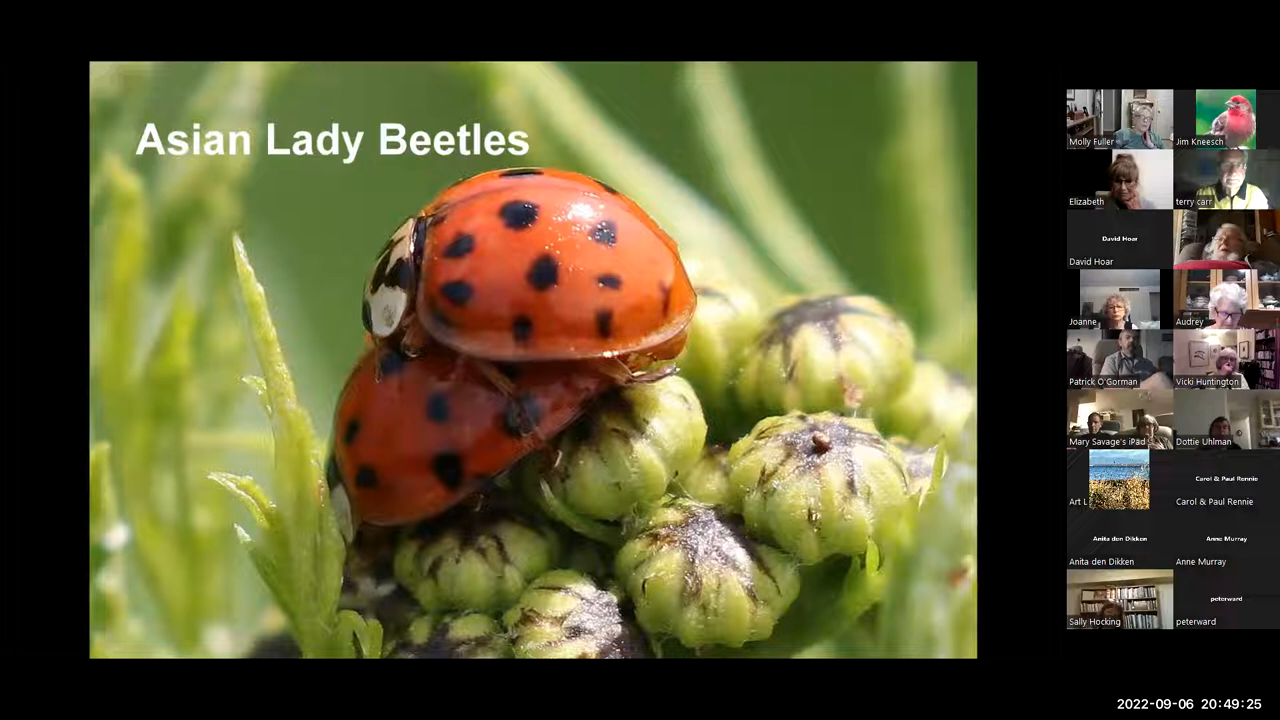 Asian Lady Beetles
Molly Fuller
Jim Kneesch
Elizabeth
terry carr
David Hoar
David Hoar
Joanne
Audrey
Patrick O'Gorman
Vicki Huntington
Mary Savage's iPad
Dottie Uhlman
Art L
Carol & Paul Rennie
Carol & Paul Rennie
Anita den Dikken
Anne Murray
Anita den Dikken
Anne Murray
Sally Hocking
peterward
peterward
2022-09-06 20:49:25